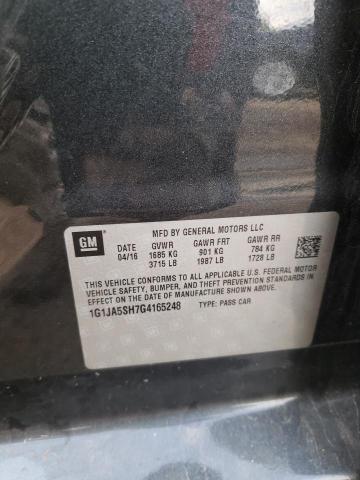 GM
MFD BY GENERAL MOTORS LLC
DATE GVWR GAWR FRT GAWR RR
04/16 1685 KG 901 KG 784 KG
3715 LB 1987 LB 1728 LB
THIS VEHICLE CONFORMS TO ALL APPLICABLE U.S. FEDERAL MOTOR
VEHICLE SAFETY, BUMPER, AND THEFT PREVENTION STANDARDS IN
EFFECT ON THE DATE OF MANUFACTURE SHOWN ABOVE.
1G1JA5SH7G4165248 TYPE: PASS CAR